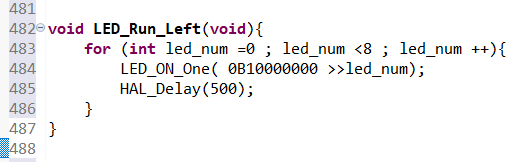 481
482 void LED_Run_Left(void){
483     for (int led_num =0 ; led_num <8 ; led_num ++){
484         LED_ON_One( 0B10000000 >>led_num);
485         HAL_Delay(500);
486     }
487 }
488